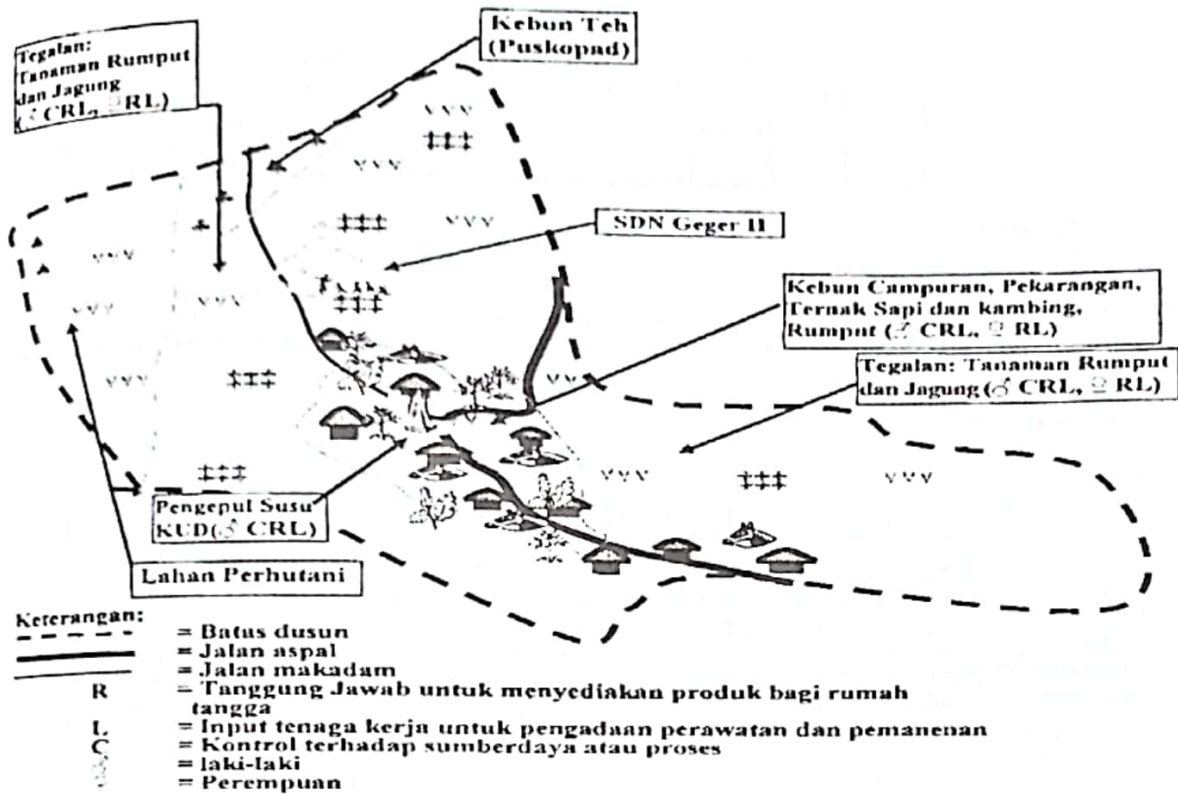 Tegalan:
Tanaman Rumput
dan Jagung
(♂ CRL, ♀RL)
Kebun Teh
(Puskopad)
SDN Geger II
Kebun Campuran, Pekarangan,
Ternak Sapi dan kambing,
Rumput (♂ CRL, ♀ RL)
Tegalan: Tanaman Rumput
dan Jagung (♂ CRL, ♀ RL)
Pengepul Susu
KUD(♂ CRL)
Lahan Perhutani
Keterangan:
= Batas dusun
= Jalan aspal
= Jalan makadam
R = Tanggung Jawab untuk menyediakan produk bagi rumah
tangga
L = Input tenaga kerja untuk pengadaan perawatan dan pemanenan
C = Kontrol terhadap sumberdaya atau proses
♂ = laki-laki
♀ = Perempuan